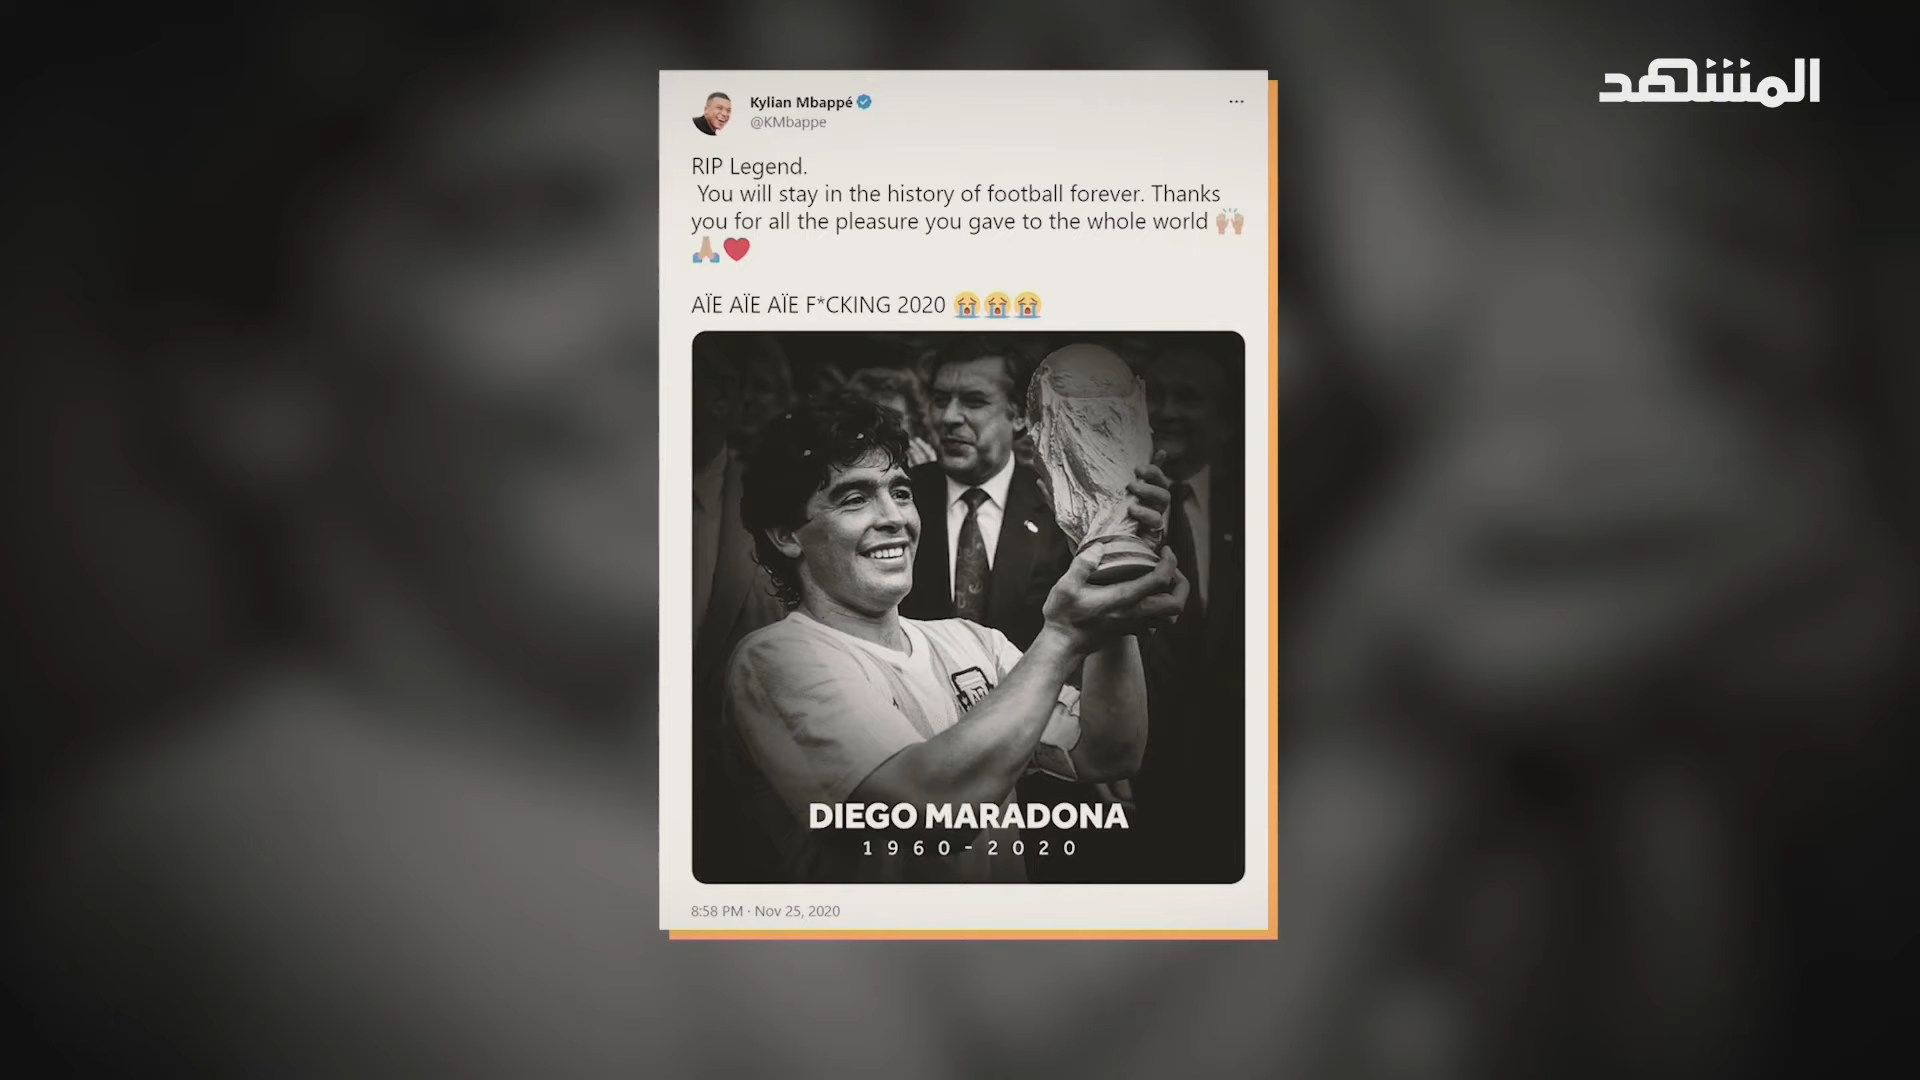 المشهد
Kylian Mbappé
@KMbappe
RIP Legend.
You will stay in the history of football forever. Thanks
you for all the pleasure you gave to the whole world 🙌🏼
🙏🏼❤️
AÏE AÏE AÏE F*CKING 2020 😭😭😭
DIEGO MARADONA
1960-2020
8:58 PM · Nov 25, 2020